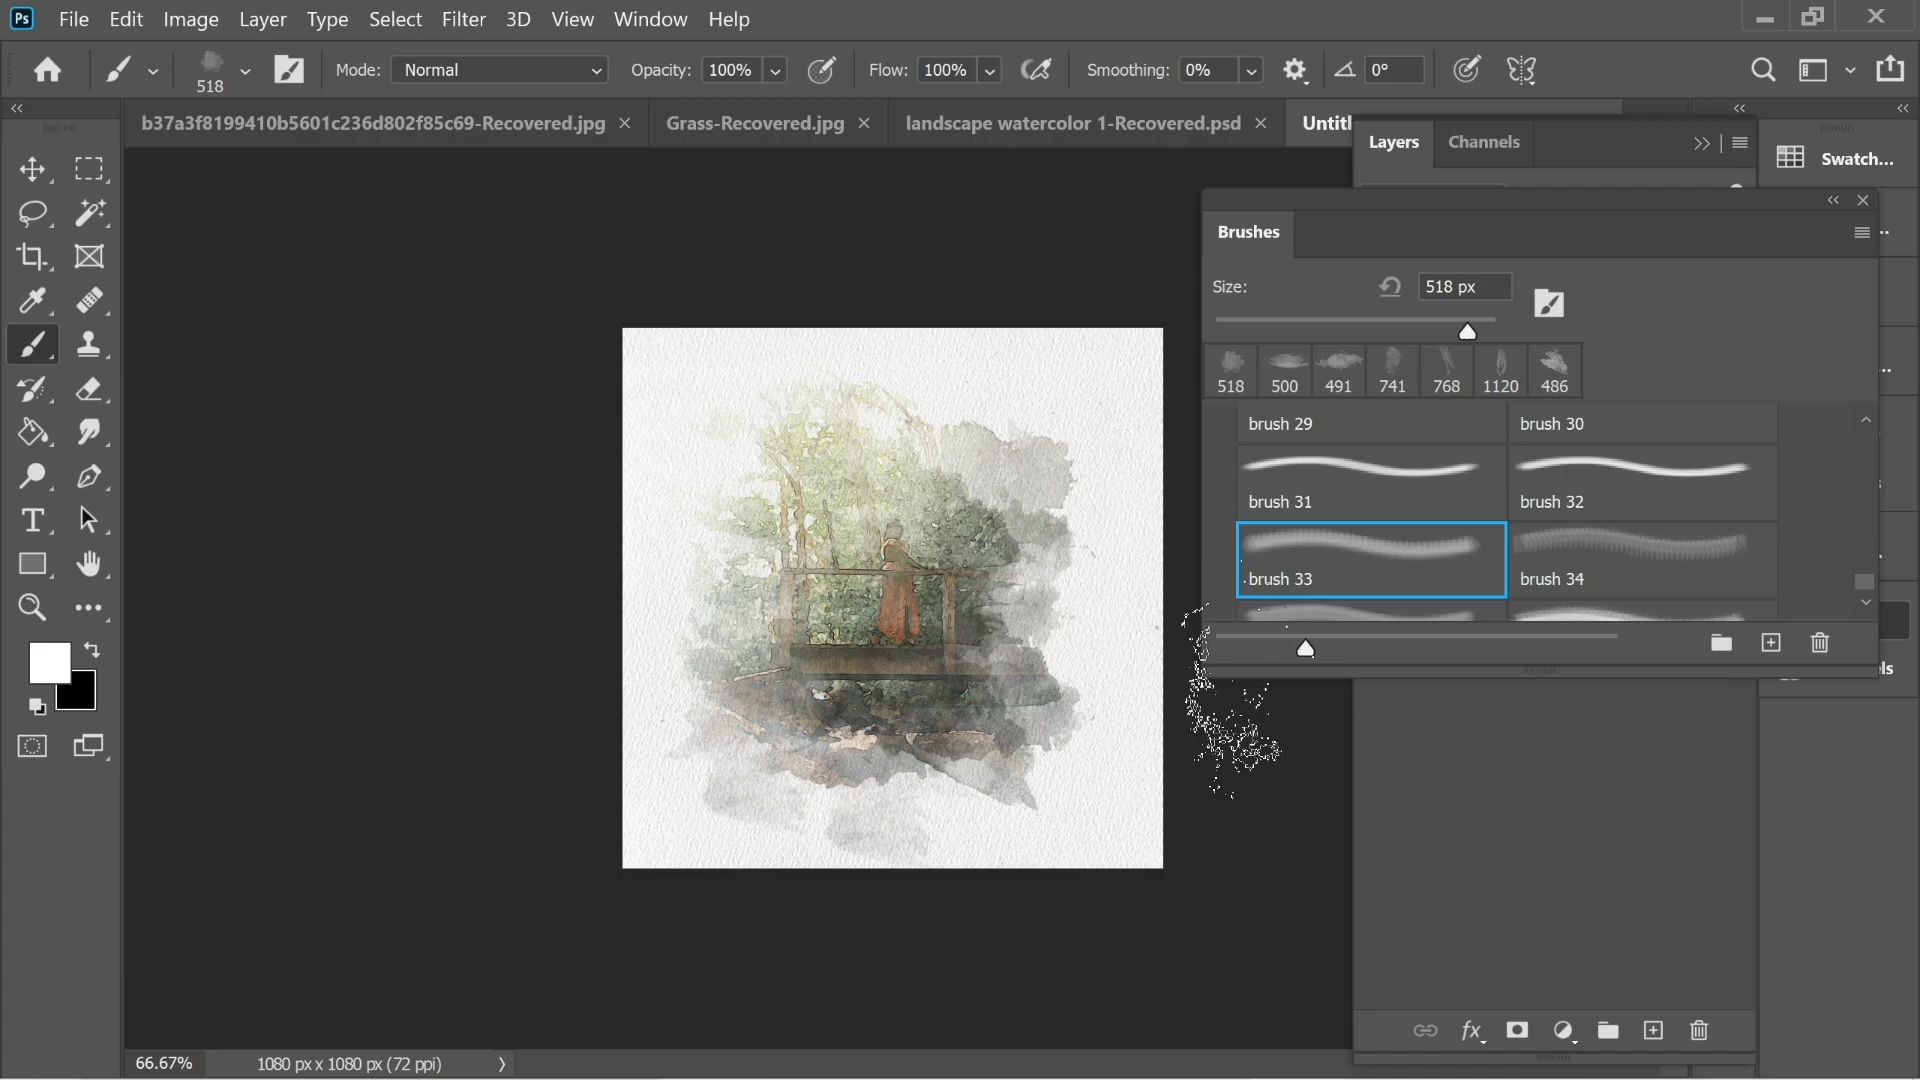 Ps File Edit Image Layer Type Select Filter 3D View Window Help
518 Mode: Normal Opacity: 100% Flow: 100% Smoothing: 0% 0°
b37a3f8199410b5601c236d802f85c69-Recovered.jpg Grass-Recovered.jpg landscape watercolor 1-Recovered.psd Untitl
Layers Channels
Swatch...
Brushes
Size: 518 px
518 500 491 741 768 1120 486
brush 29 brush 30
brush 31 brush 32
brush 33 brush 34
ls
T
fx
66.67% 1080 px x 1080 px (72 ppi)